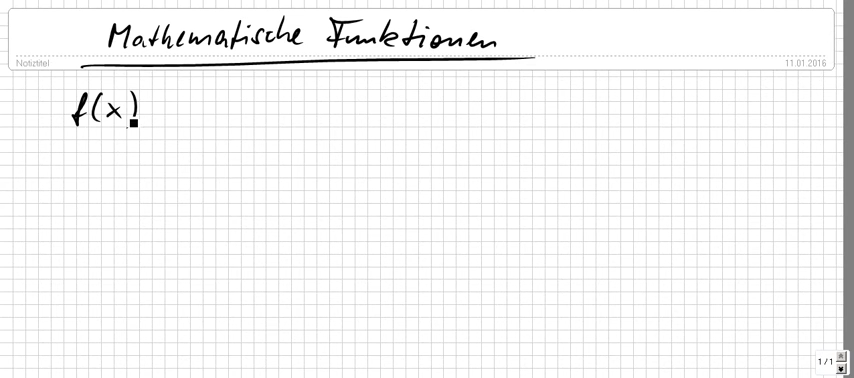 Mathematische Funktionen
Notiztitel
11.01.2016
f(x)
1/1